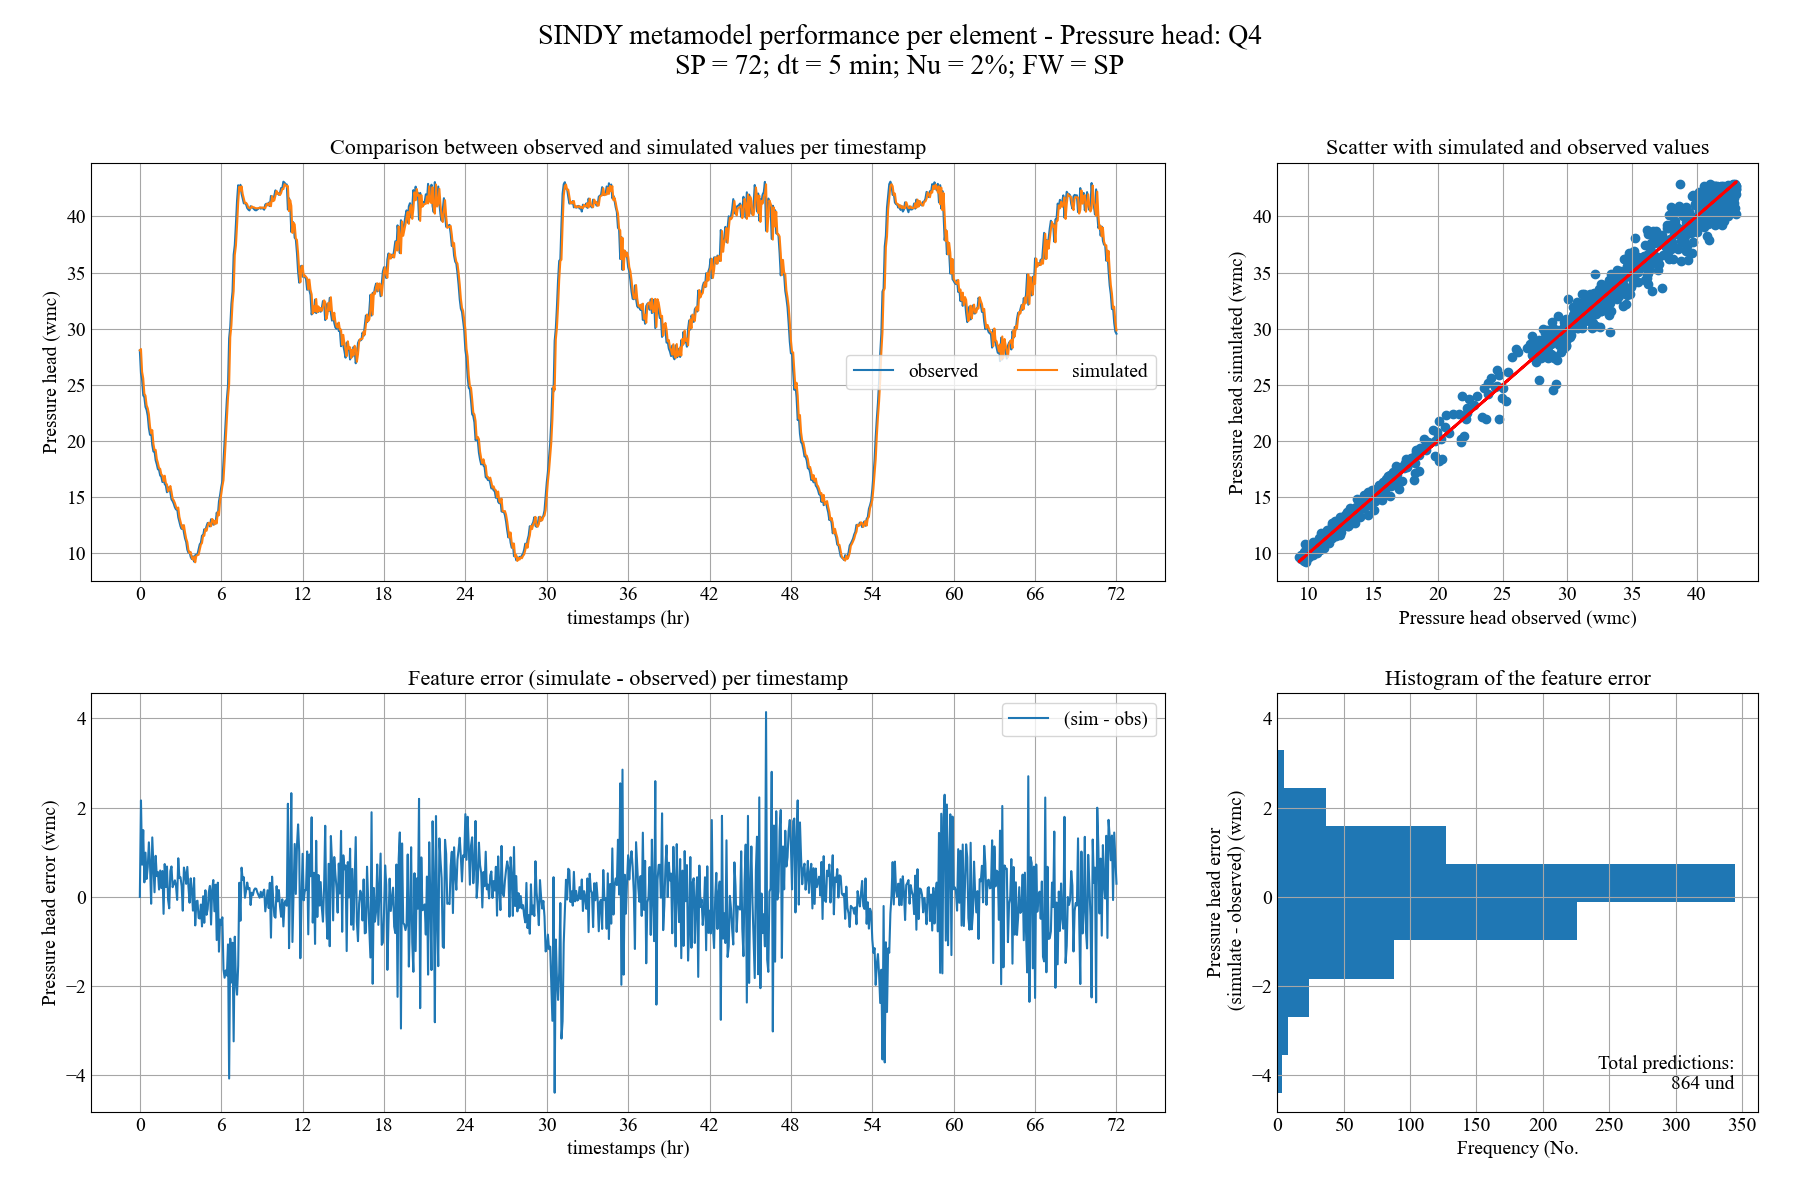 SINDY metamodel performance per element - Pressure head: Q4
SP = 72; dt = 5 min; Nu = 2%; FW = SP
Comparison between observed and simulated values per timestamp
Pressure head (wmc)
40
35
30
25
20
15
10
observed
simulated
0 6 12 18 24 30 36 42 48 54 60 66 72
timestamps (hr)
Scatter with simulated and observed values
Pressure head simulated (wmc)
40
35
30
25
20
15
10
10 15 20 25 30 35 40
Pressure head observed (wmc)
Feature error (simulate - observed) per timestamp
Pressure head error (wmc)
4
2
0
−2
−4
(sim - obs)
0 6 12 18 24 30 36 42 48 54 60 66 72
timestamps (hr)
Histogram of the feature error
Pressure head error
(simulate - observed) (wmc)
4
2
0
−2
−4
Total predictions:
864 und
0 50 100 150 200 250 300 350
Frequency (No.